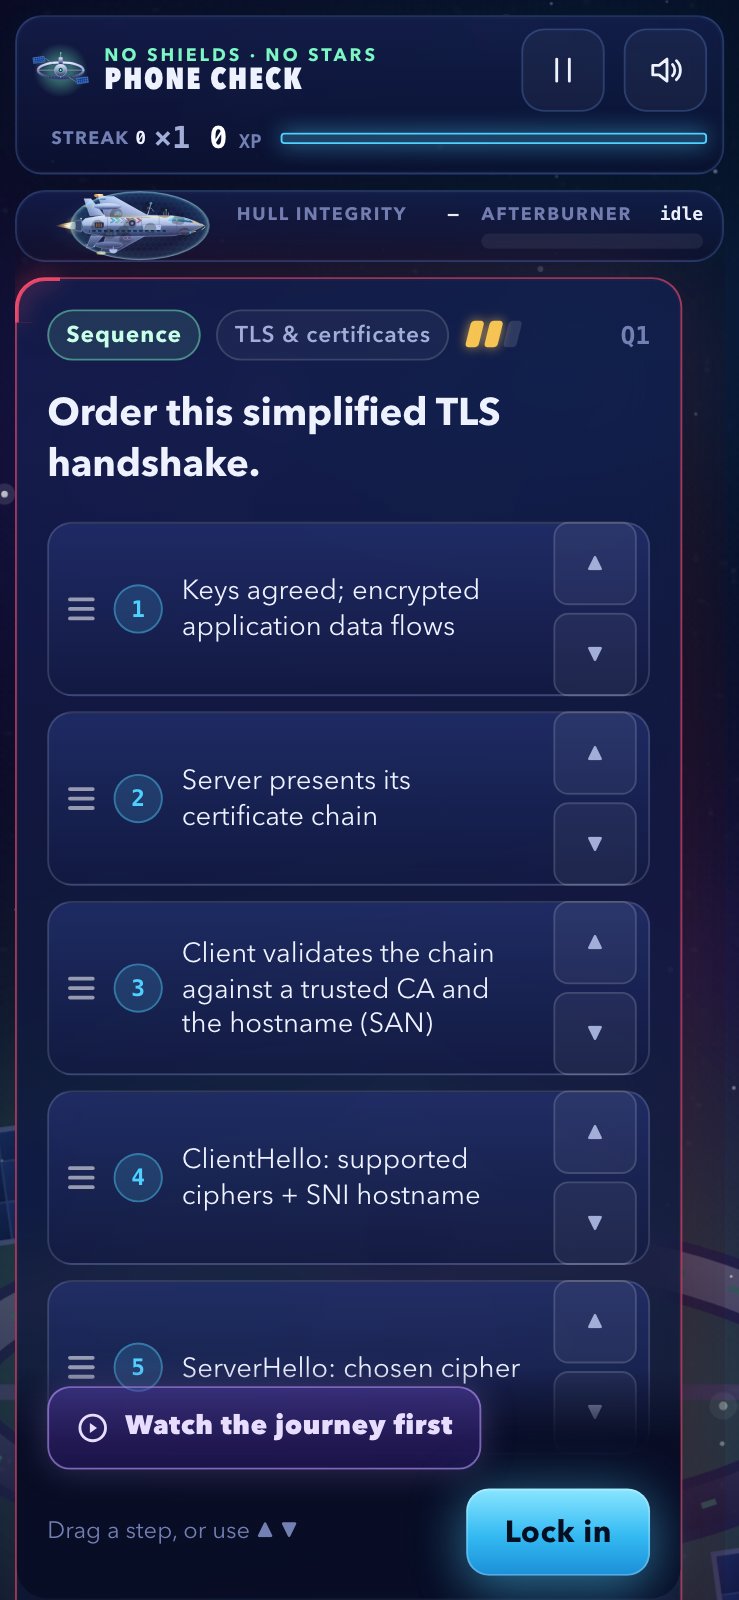 NO SHIELDS · NO STARS
PHONE CHECK
STREAK 0 ×1 0 XP
HULL INTEGRITY – AFTERBURNER idle
Sequence TLS & certificates Q1
Order this simplified TLS
handshake.
1 Keys agreed; encrypted
application data flows
2 Server presents its
certificate chain
3 Client validates the chain
against a trusted CA and
the hostname (SAN)
4 ClientHello: supported
ciphers + SNI hostname
5 ServerHello: chosen cipher
Watch the journey first
Drag a step, or use ▲ ▼
Lock in